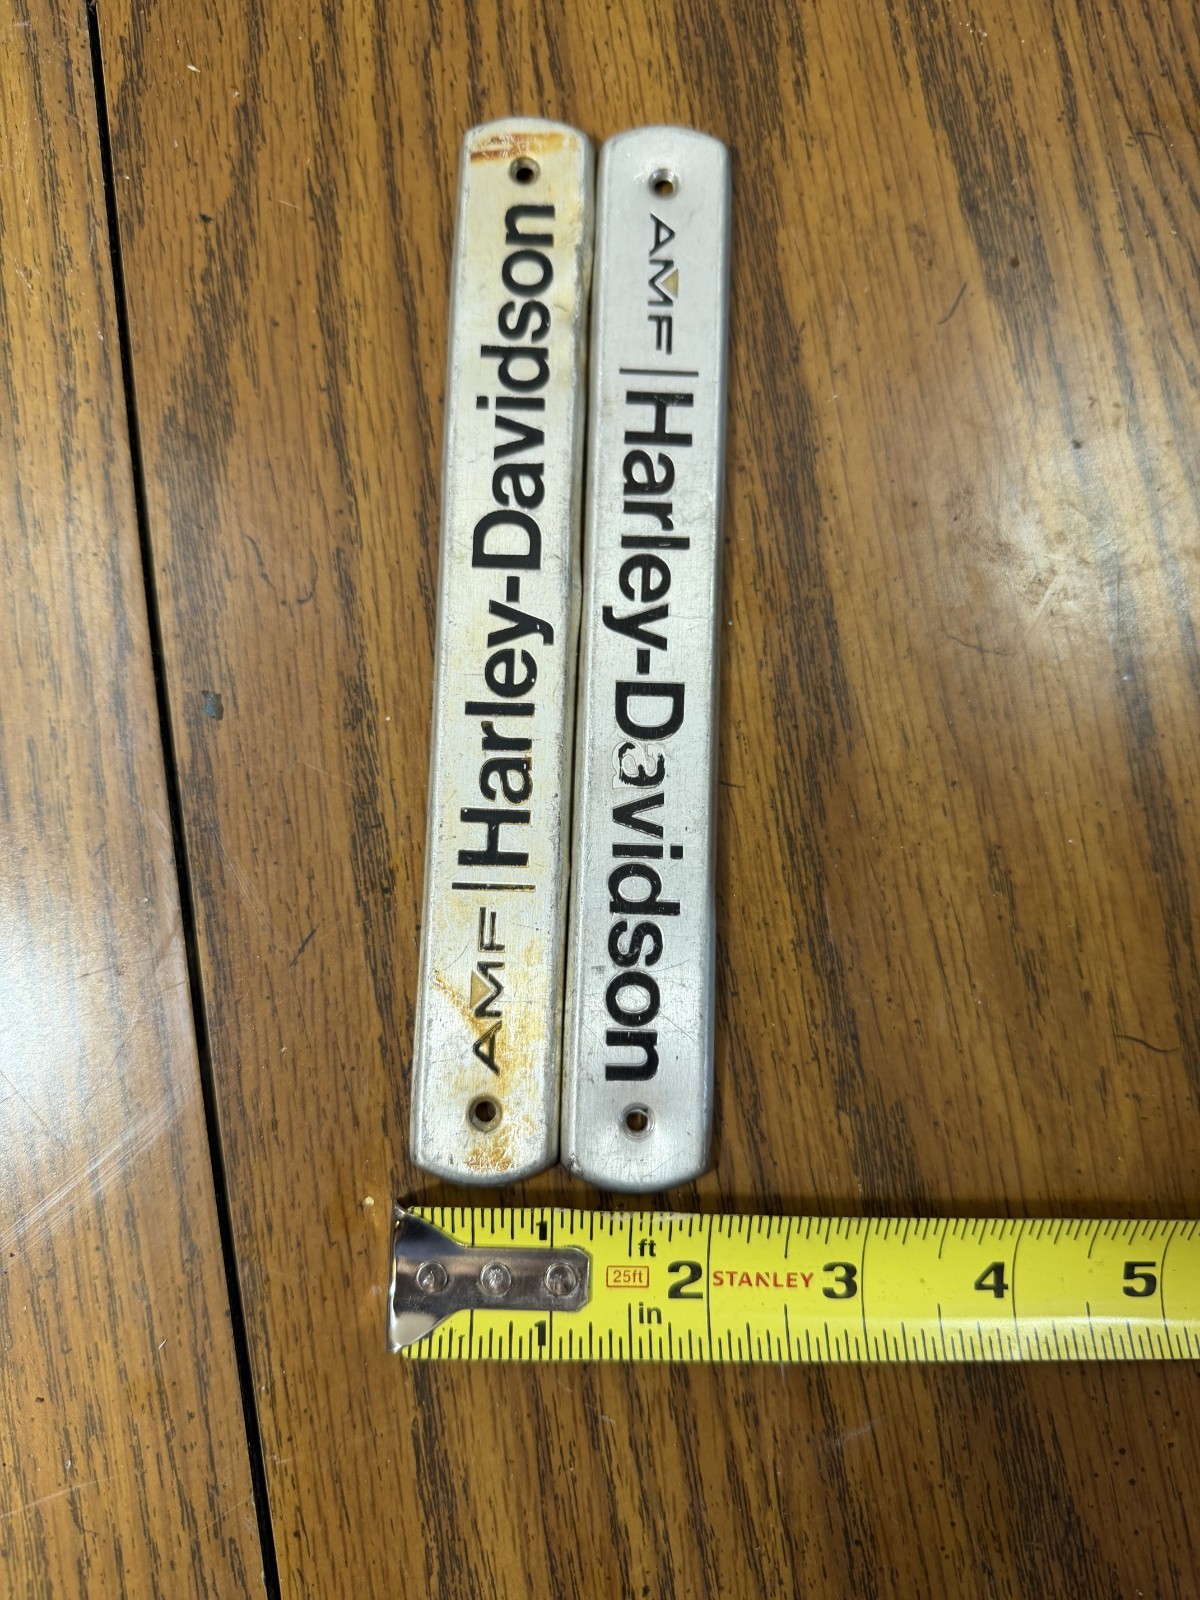 AMF|Harley-Davidson
AMF|Harley-Davidson
1 ft 25ft 2 STANLEY 3 4 5
1 in